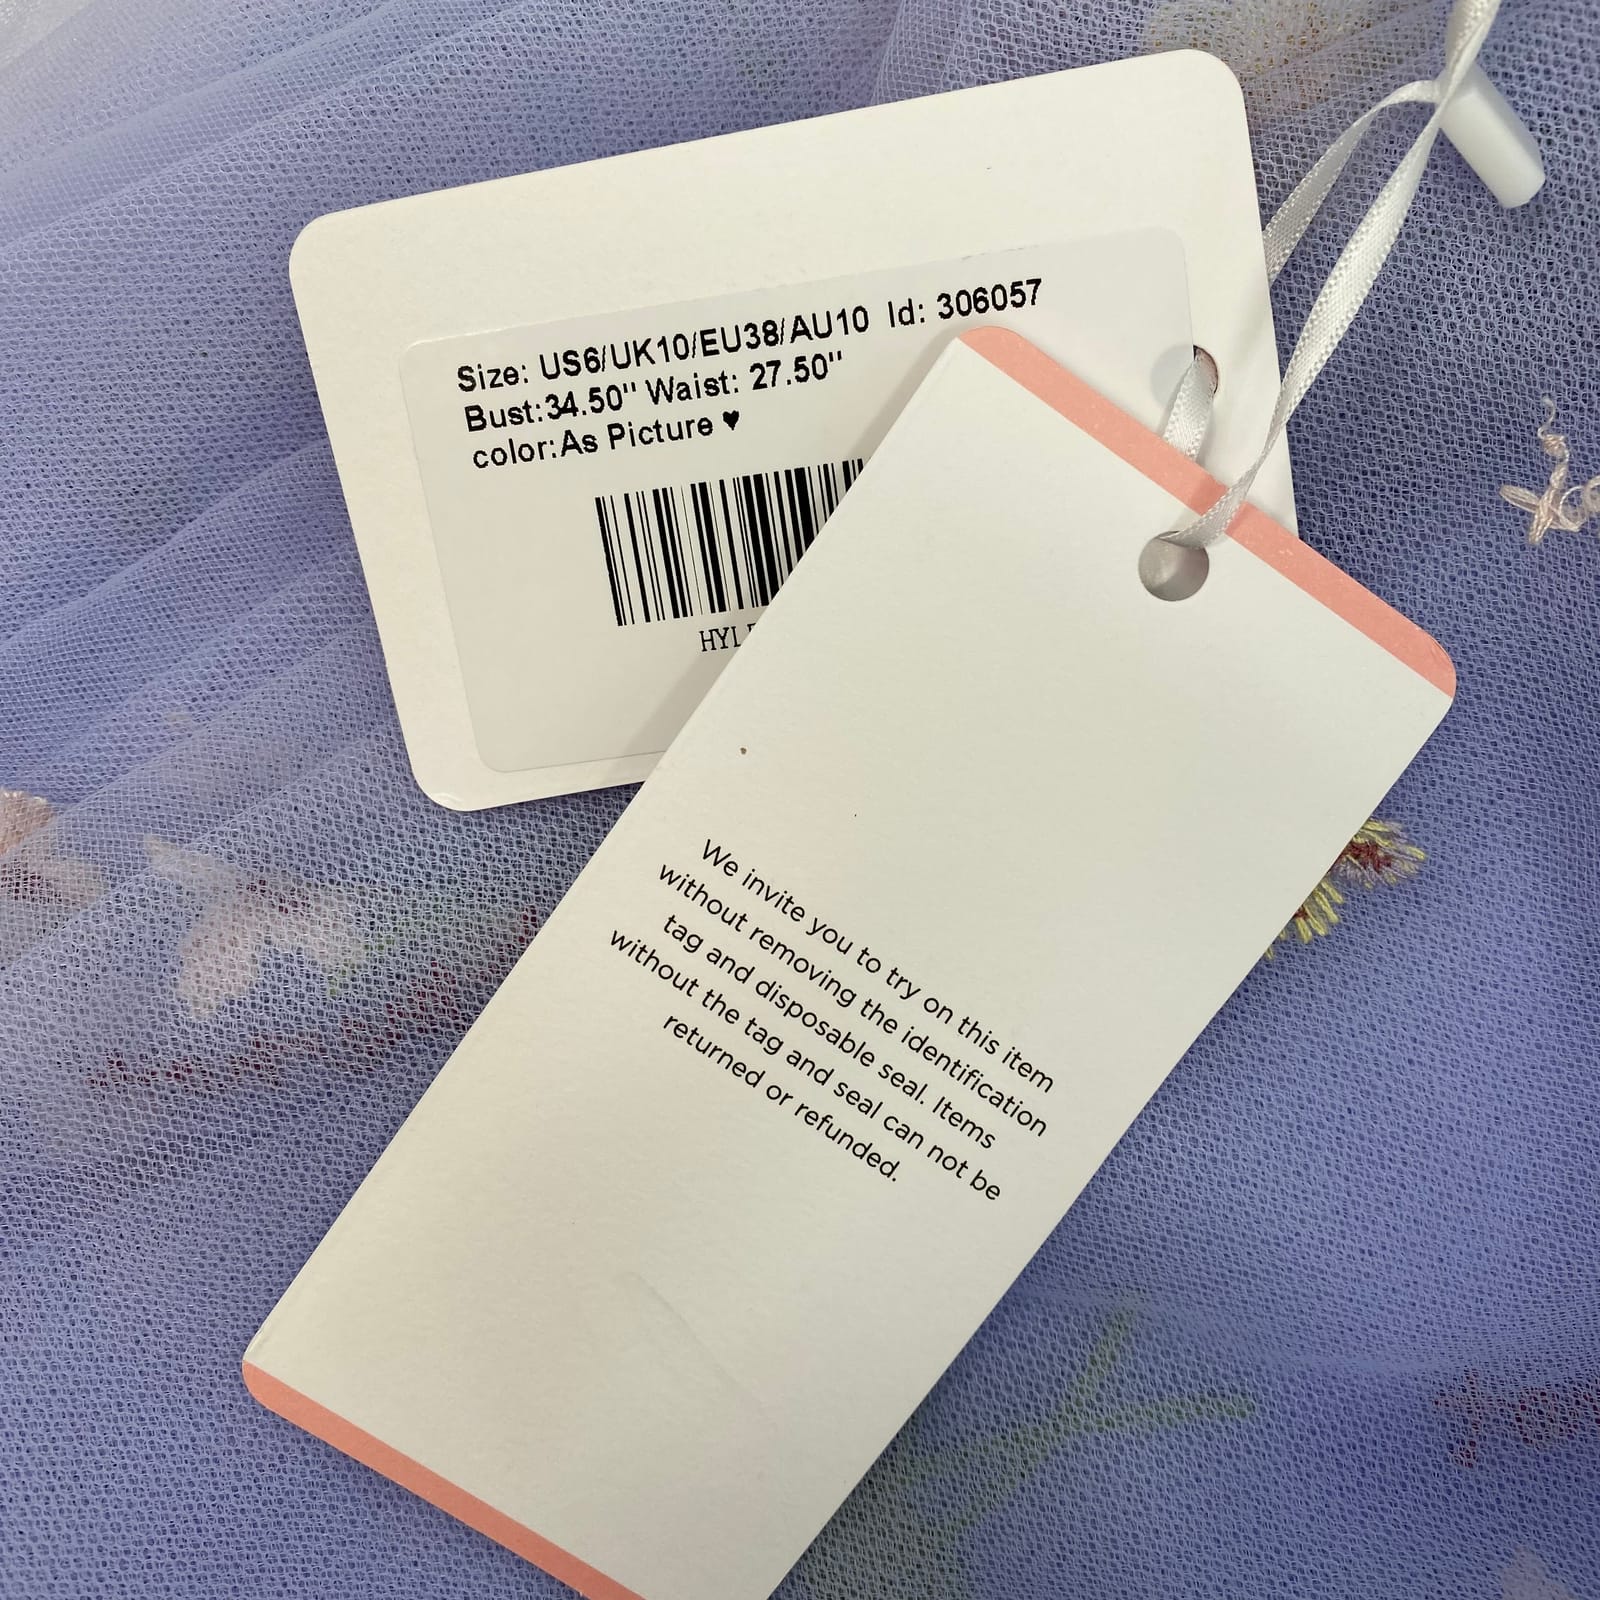 Size: US6/UK10/EU38/AU10 Id: 306057
Bust:34.50'' Waist: 27.50''
color:As Picture ♥
We invite you to try on this item
without removing the identification
tag and disposable seal. Items
without the tag and seal can not be
returned or refunded.